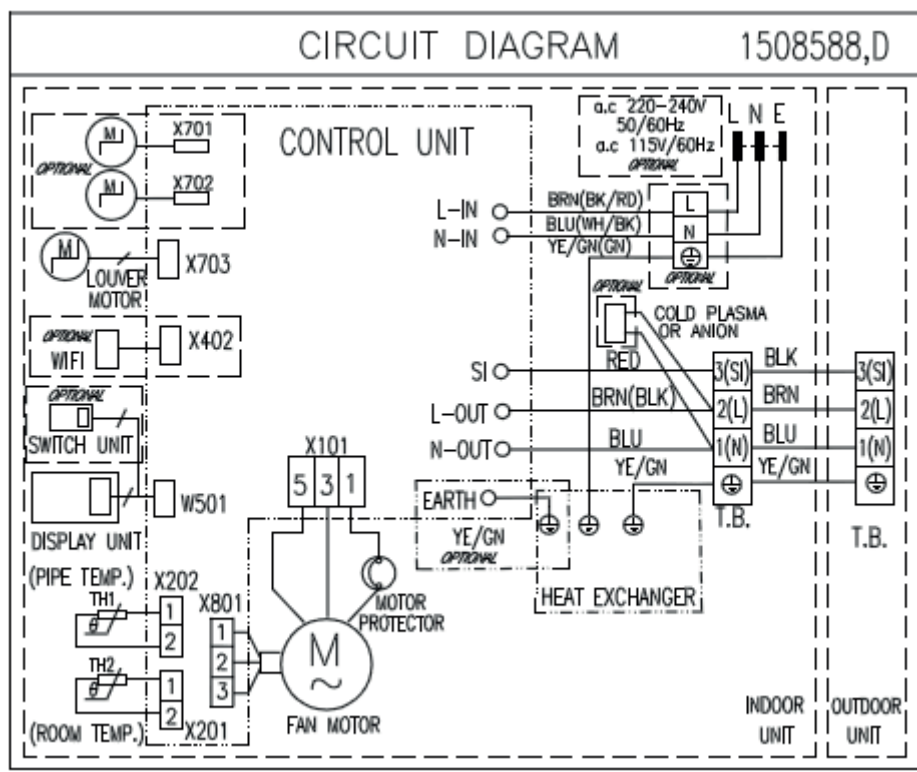 CIRCUIT DIAGRAM 1508588,D
X701
OPTIONAL
X702
CONTROL UNIT
a.c 220-240V
50/60Hz
a.c 115V/60Hz
OPTIONAL
L N E
M
M
L-IN
BRN(BK/RD)
L
N-IN
BLU(WH/BK)
N
YE/GN(GN)
OPTIONAL
M
X703
LOUVER
MOTOR
OPTIONAL
WIFI
X402
OPTIONAL
COLD PLASMA
OR ANION
SI
RED
3(SI)
BLK
3(SI)
L-OUT
BRN(BLK)
2(L)
BRN
2(L)
N-OUT
BLU
1(N)
BLU
1(N)
YE/GN
YE/GN
T.B.
T.B.
OPTIONAL
SWITCH UNIT
W501
DISPLAY UNIT
X101
5 3 1
EARTH
YE/GN
OPTIONAL
HEAT EXCHANGER
MOTOR
PROTECTOR
(PIPE TEMP.)
X202
TH1
θ
1
2
X801
1
2
3
M
~
FAN MOTOR
TH2
θ
1
2
(ROOM TEMP.)
X201
INDOOR
UNIT
OUTDOOR
UNIT